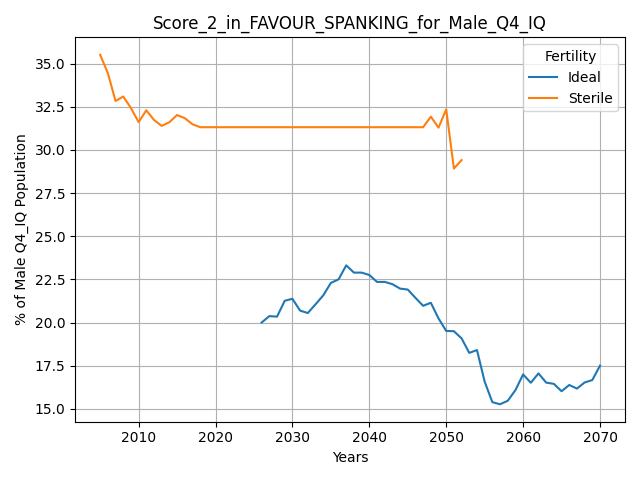 Score_2_in_FAVOUR_SPANKING_for_Male_Q4_IQ
Fertility
Ideal
Sterile
% of Male Q4_IQ Population
35.0
32.5
30.0
27.5
25.0
22.5
20.0
17.5
15.0
2010 2020 2030 2040 2050 2060 2070
Years